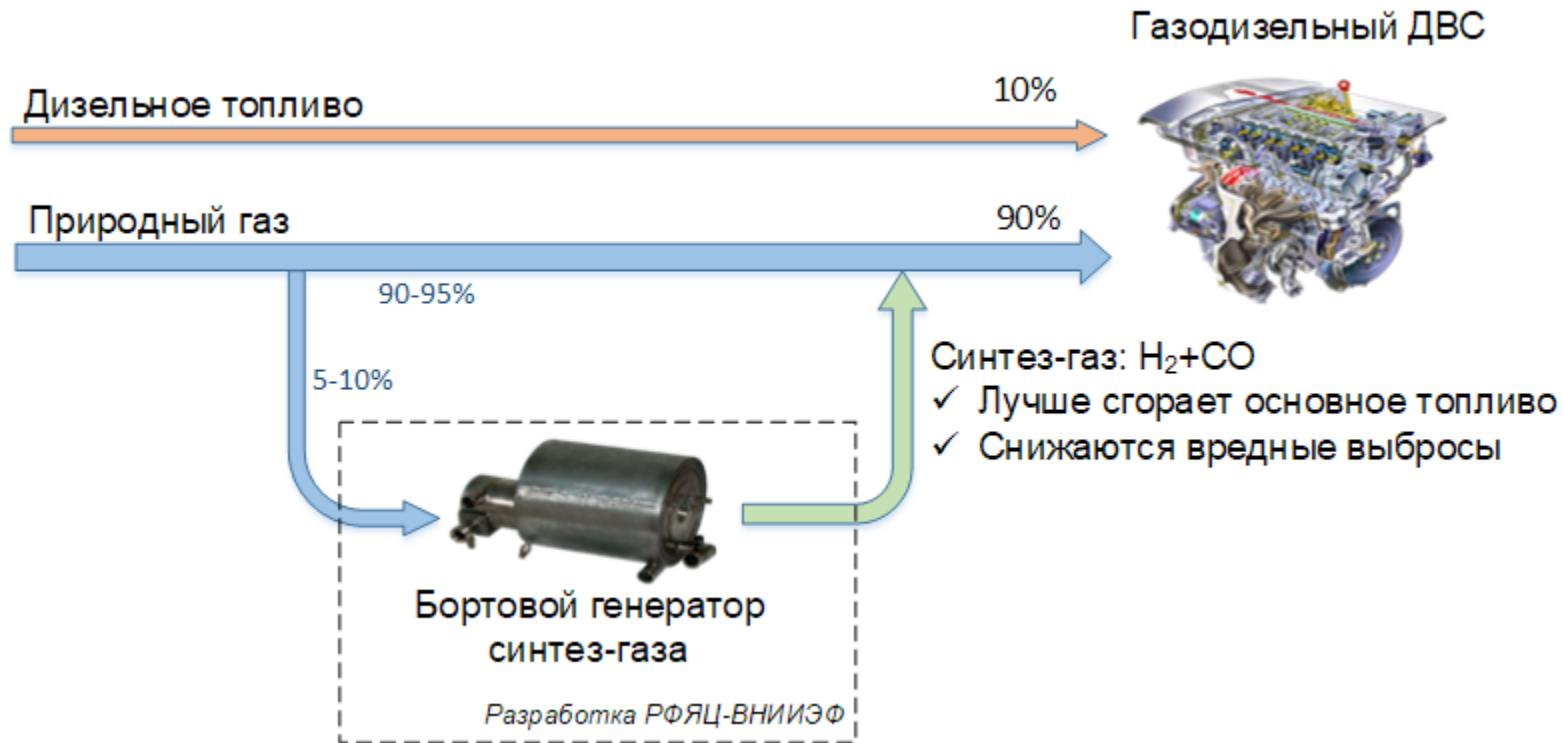 Газодизельный ДВС
Дизельное топливо
10%
Природный газ
90%
90-95%
5-10%
Синтез-газ: H₂+CO
✓ Лучше сгорает основное топливо
✓ Снижаются вредные выбросы
Бортовой генератор
синтез-газа
Разработка РФЯЦ-ВНИИЭФ